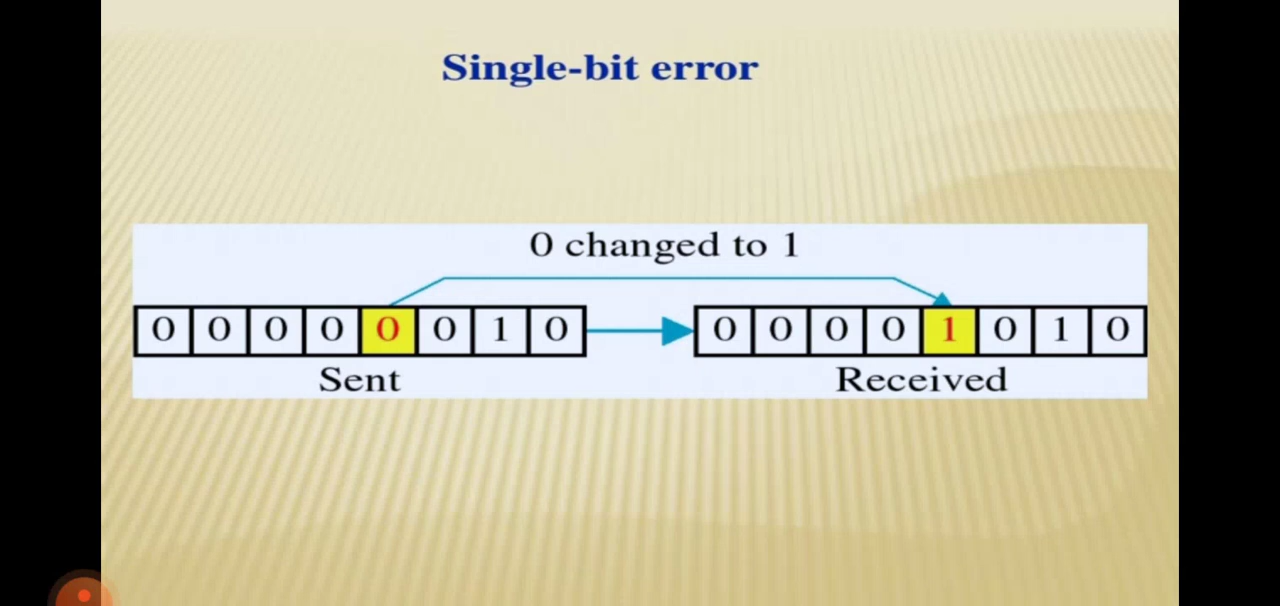 Single-bit error
0 changed to 1
0 0 0 0 0 0 1 0 0 0 0 0 1 0 1 0
Sent Received